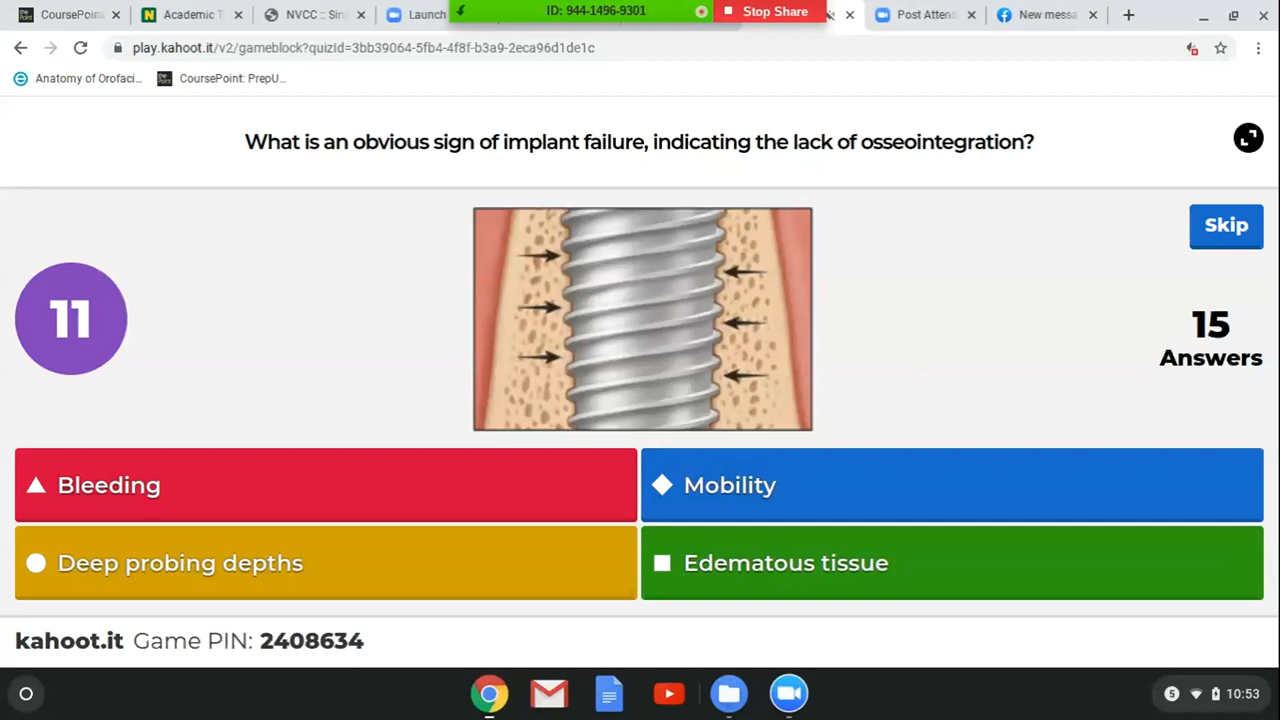 CoursePoin
Academic T
NVCC :: Sin
Launch
ID: 944-1496-9301
Stop Share
Post Attend
New messa
play.kahoot.it/v2/gameblock?quizId=3bb39064-5fb4-4f8f-b3a9-2eca96d1de1c
Anatomy of Orofaci...
CoursePoint: PrepU...
What is an obvious sign of implant failure, indicating the lack of osseointegration?
Skip
11
15
Answers
Bleeding
Mobility
Deep probing depths
Edematous tissue
kahoot.it Game PIN: 2408634
5
10:53